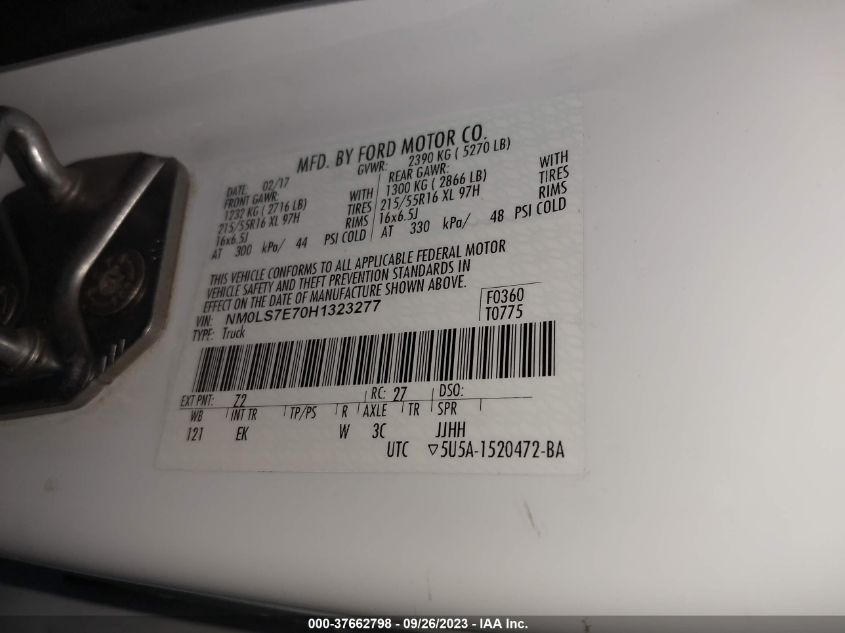 MFD. BY FORD MOTOR CO.
DATE: 02/17 GVWR: 2390 KG ( 5270 LB)
FRONT GAWR: REAR GAWR:
1232 KG ( 2716 LB) WITH 1300 KG ( 2866 LB) WITH
215/55R16 XL 97H TIRES 215/55R16 XL 97H TIRES
16x6.5J RIMS 16x6.5J RIMS
AT 300 kPa/ 44 PSI COLD AT 330 kPa/ 48 PSI COLD
THIS VEHICLE CONFORMS TO ALL APPLICABLE FEDERAL MOTOR
VEHICLE SAFETY AND THEFT PREVENTION STANDARDS IN
EFFECT ON THE DATE OF MANUFACTURE SHOWN ABOVE.
VIN: NM0LS7E70H1323277 F0360
TYPE: Truck T0775
EXT PNT: Z2 RC: 27 DSO:
WB INT TR TP/PS R AXLE TR SPR
121 EK W 3C JJHH
UTC ▽5U5A-1520472-BA
000-37662798 - 09/26/2023 - IAA Inc.